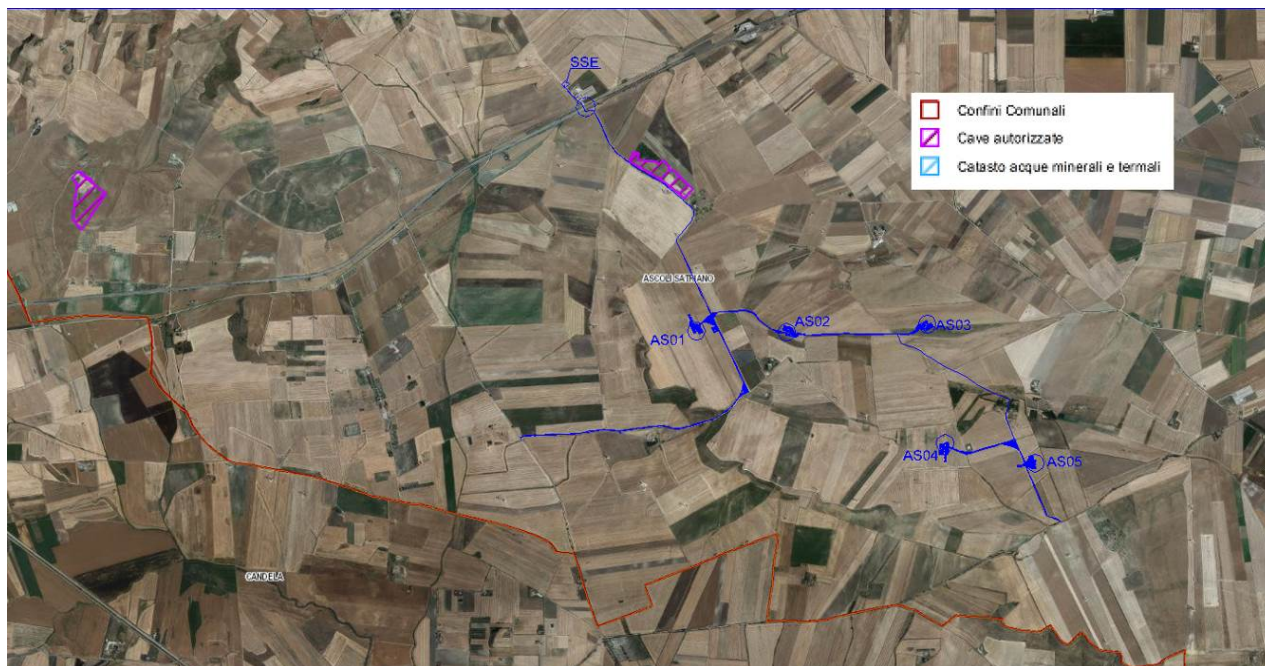 SSE
Confini Comunali
Cave autorizzate
Catasto acque minerali e termali
ASCOLI SATRIANO
AS01
AS02
AS03
AS04
AS05
CANDELA